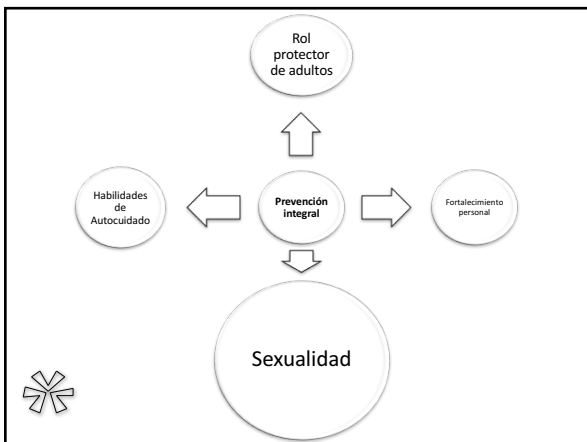 Rol
protector
de adultos
Habilidades
de
Autocuidado
Prevención
integral
Fortalecimiento
personal
Sexualidad